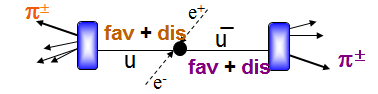 π± fav + dis e⁺ u̅
u e⁻ fav + dis π±